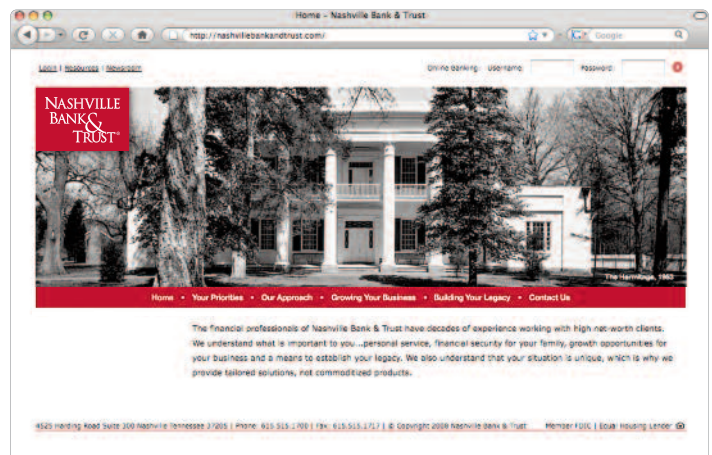 Home – Nashville Bank & Trust
http://nashvillebankandtrust.com/
Google
Login | Resources | Newsroom
Online Banking: Username: Password:
NASHVILLE
BANK
&
TRUST
The Hermitage, 1963
Home • Your Priorities • Our Approach • Growing Your Business • Building Your Legacy • Contact Us
The financial professionals of Nashville Bank & Trust have decades of experience working with high net-worth clients.
We understand what is important to you...personal service, financial security for your family, growth opportunities for
your business and a means to establish your legacy. We also understand that your situation is unique, which is why we
provide tailored solutions, not commoditized products.
4525 Harding Road Suite 300 Nashville Tennessee 37205 | Phone: 615.515.1700 | Fax: 615.515.1717 | © Copyright 2008 Nashville Bank & Trust Member FDIC | Equal Housing Lender